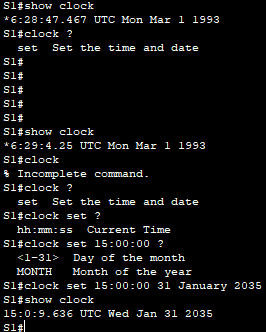 S1#show clock
*6:28:47.467 UTC Mon Mar 1 1993
S1#clock ?
  set  Set the time and date
S1#
S1#
S1#
S1#
S1#
S1#show clock
*6:29:4.25 UTC Mon Mar 1 1993
S1#clock
% Incomplete command.
S1#clock ?
  set  Set the time and date
S1#clock set ?
  hh:mm:ss  Current Time
S1#clock set 15:00:00 ?
  <1-31>  Day of the month
  MONTH   Month of the year
S1#clock set 15:00:00 31 January 2035
S1#show clock
15:0:9.636 UTC Wed Jan 31 2035
S1#